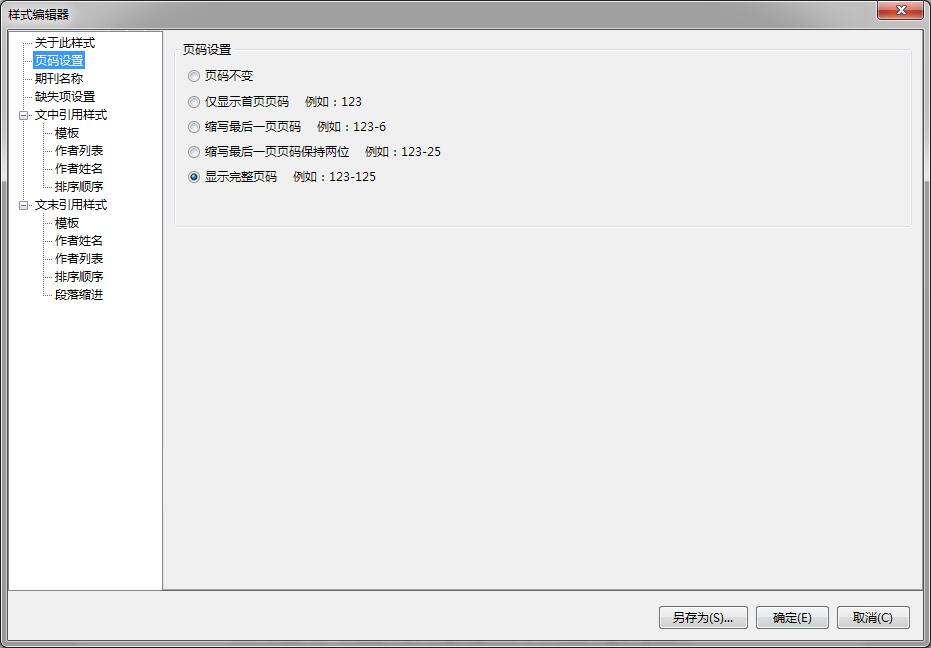 样式编辑器
关于此样式
页码设置
期刊名称
缺失项设置
文中引用样式
模板
作者列表
作者姓名
排序顺序
文末引用样式
模板
作者姓名
作者列表
排序顺序
段落缩进
页码设置
页码不变
仅显示首页页码 例如：123
缩写最后一页页码 例如：123-6
缩写最后一页页码保持两位 例如：123-25
显示完整页码 例如：123-125
另存为(S)... 确定(E) 取消(C)